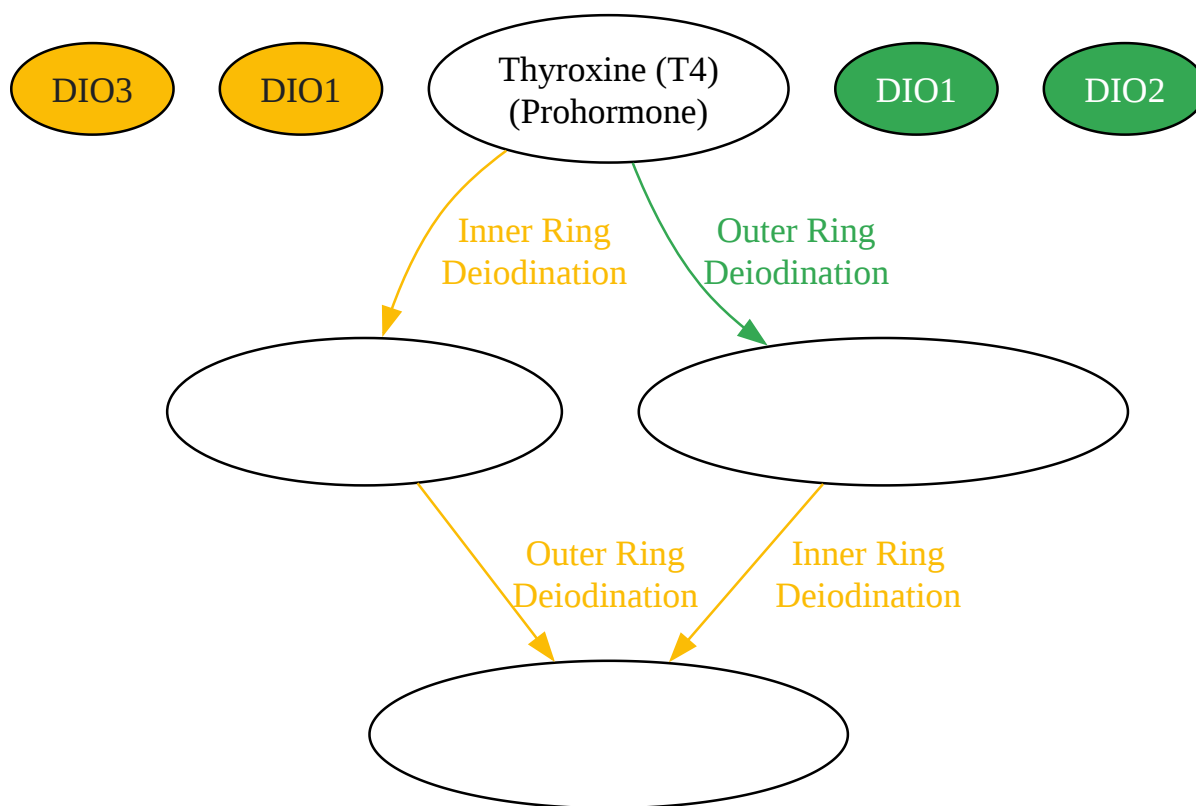 DIO3
DIO1
Thyroxine (T4)
(Prohormone)
DIO1
DIO2
Inner Ring
Deiodination
Outer Ring
Deiodination
Outer Ring
Deiodination
Inner Ring
Deiodination